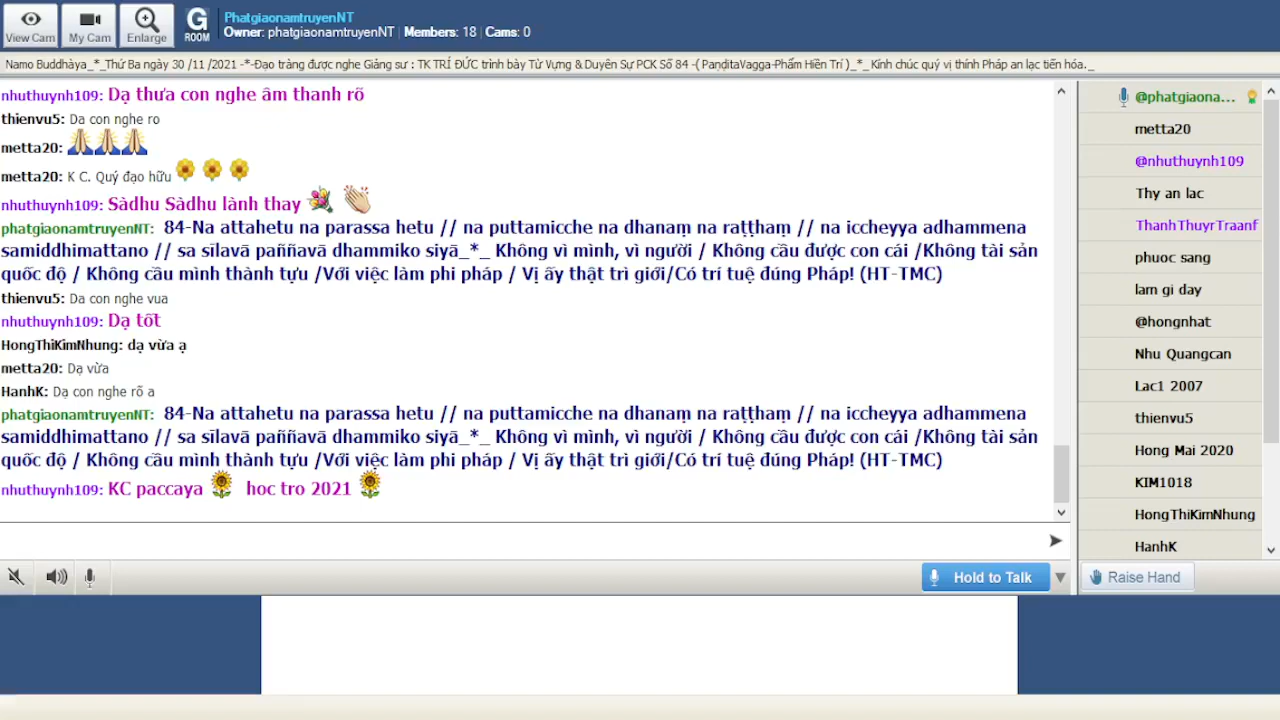 View Cam
My Cam
Enlarge
G
ROOM
PhatgiaonamtruyenNT
Owner: phatgiaonamtruyenNT | Members: 18 | Cams: 0
Namo Buddhàya_*_Thứ Ba ngày 30 /11 /2021 -*-Đạo tràng được nghe Giảng sư : TK TRÍ ĐỨC trình bày Từ Vựng & Duyên Sự PCK Số 84 -( PaṇḍitaVagga-Phẩm Hiền Trí )_*_ Kính chúc quý vị thính Pháp an lạc tiến hóa._
nhuthuynh109: Dạ thưa con nghe âm thanh rõ
thienvu5: Da con nghe ro
metta20: 🙏🙏🙏
metta20: K C. Quý đạo hữu 🌼 🌼 🌼
nhuthuynh109: Sàdhu Sàdhu lành thay 💐 👏
phatgiaonamtruyenNT: 84-Na attahetu na parassa hetu // na puttamicche na dhanaṃ na raṭṭhaṃ // na iccheyya adhammena
samiddhimattano // sa sīlavā paññavā dhammiko siyā_*_ Không vì mình, vì người / Không cầu được con cái /Không tài sản
quốc độ / Không cầu mình thành tựu /Với việc làm phi pháp / Vị ấy thật trì giới/Có trí tuệ đúng Pháp! (HT-TMC)
thienvu5: Da con nghe vua
nhuthuynh109: Dạ tốt
HongThiKimNhung: dạ vừa ạ
metta20: Dạ vừa
HanhK: Dạ con nghe rõ a
phatgiaonamtruyenNT: 84-Na attahetu na parassa hetu // na puttamicche na dhanaṃ na raṭṭhaṃ // na iccheyya adhammena
samiddhimattano // sa sīlavā paññavā dhammiko siyā_*_ Không vì mình, vì người / Không cầu được con cái /Không tài sản
quốc độ / Không cầu mình thành tựu /Với việc làm phi pháp / Vị ấy thật trì giới/Có trí tuệ đúng Pháp! (HT-TMC)
nhuthuynh109: KC paccaya 🌻 hoc tro 2021 🌻
@phatgiaona...
metta20
@nhuthuynh109
Thy an lac
ThanhThuyrTraanf
phuoc sang
lam gi day
@hongnhat
Nhu Quangcan
Lac1 2007
thienvu5
Hong Mai 2020
KIM1018
HongThiKimNhung
HanhK
Hold to Talk
Raise Hand